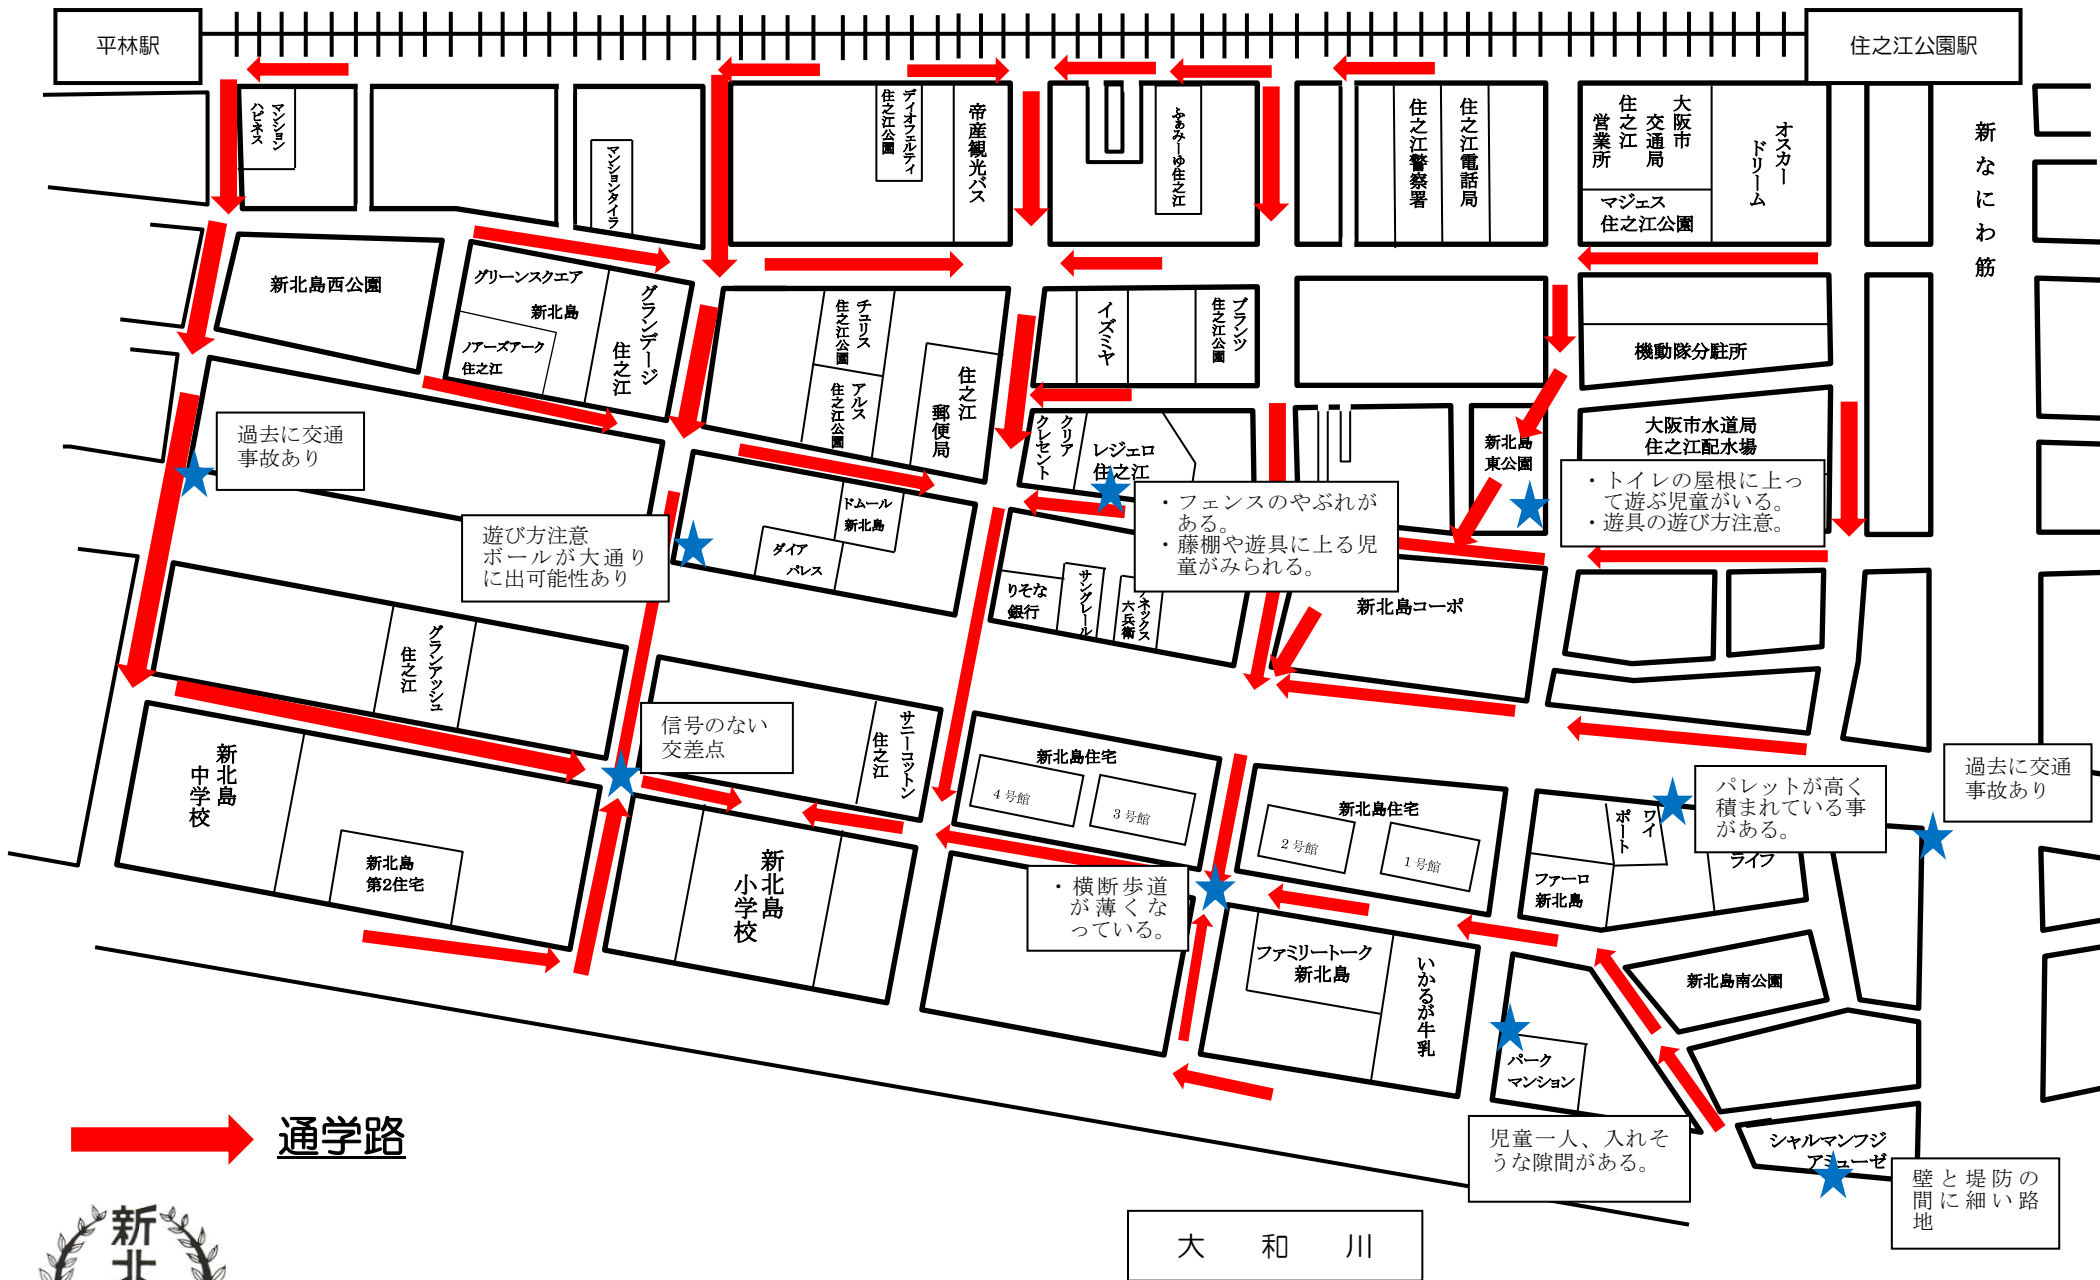 平林駅
住之江公園駅
マンション
ハピネス
マンションタイラ
ディオフェルティ
住之江公園
帝産観光バス
ふぁみーゆ住之江
住之江警察署
住之江電話局
大阪市
交通局
住之江
営業所
マジェス
住之江公園
オスカー
ドリーム
新なにわ筋
新北島西公園
グリーンスクエア
新北島
ノアーズアーク
住之江
グランデージ
住之江
チュリス
住之江公園
アルス
住之江公園
住之江
郵便局
イズミヤ
ブランツ
住之江公園
機動隊分駐所
クリア
クレセント
レジェロ
住之江
新北島
東公園
大阪市水道局
住之江配水場
過去に交通
事故あり
・フェンスのやぶれが
ある。
・藤棚や遊具に上る児
童がみられる。
・トイレの屋根に上っ
て遊ぶ児童がいる。
・遊具の遊び方注意。
遊び方注意
ボールが大通り
に出可能性あり
ドムール
新北島
ダイア
パレス
りそな
銀行
サングレール
ネックス
六兵衛
新北島コーポ
グランアッシュ
住之江
信号のない
交差点
サニーコットン
住之江
新北島住宅
4号館
3号館
新北島住宅
2号館
1号館
ワイ
ポート
ファーロ
新北島
ライフ
パレットが高く
積まれている事
がある。
過去に交通
事故あり
新北島
中学校
新北島
第2住宅
新北島
小学校
・横断歩道
が薄くな
っている。
ファミリートーク
新北島
いかるが牛乳
新北島南公園
パーク
マンション
児童一人、入れそ
うな隙間がある。
シャルマンフジ
アミューゼ
壁と堤防の
間に細い路
地
通学路
大和川
新
北